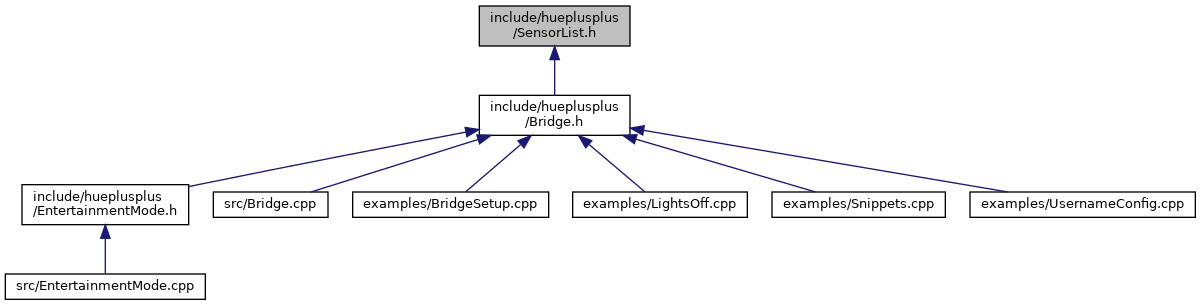 include/hueplusplus
/SensorList.h
include/hueplusplus
/Bridge.h
include/hueplusplus
/EntertainmentMode.h
src/Bridge.cpp
examples/BridgeSetup.cpp
examples/LightsOff.cpp
examples/Snippets.cpp
examples/UsernameConfig.cpp
src/EntertainmentMode.cpp